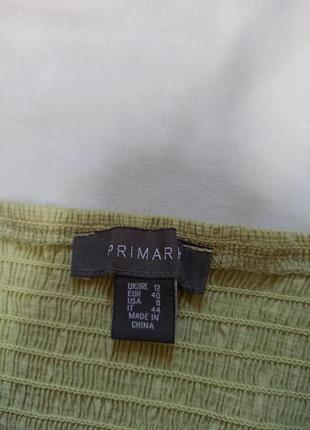 PRIMARK
UK/IRL 12
EUR 40
USA 8
IT 44
MADE IN
CHINA